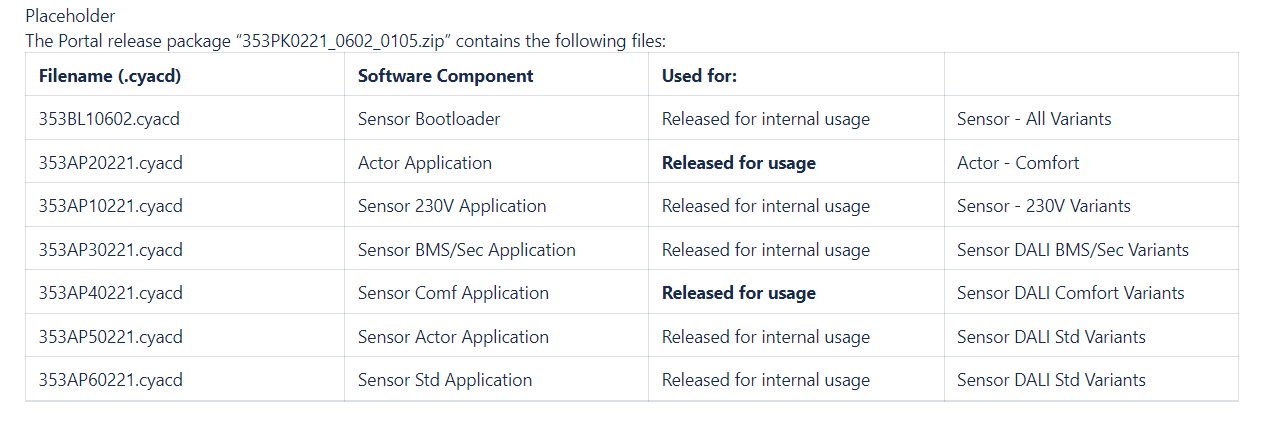 Placeholder
The Portal release package “353PK0221_0602_0105.zip” contains the following files:
Filename (.cyacd) Software Component Used for:
353BL10602.cyacd Sensor Bootloader Released for internal usage Sensor - All Variants
353AP20221.cyacd Actor Application Released for usage Actor - Comfort
353AP10221.cyacd Sensor 230V Application Released for internal usage Sensor - 230V Variants
353AP30221.cyacd Sensor BMS/Sec Application Released for internal usage Sensor DALI BMS/Sec Variants
353AP40221.cyacd Sensor Comf Application Released for usage Sensor DALI Comfort Variants
353AP50221.cyacd Sensor Actor Application Released for internal usage Sensor DALI Std Variants
353AP60221.cyacd Sensor Std Application Released for internal usage Sensor DALI Std Variants